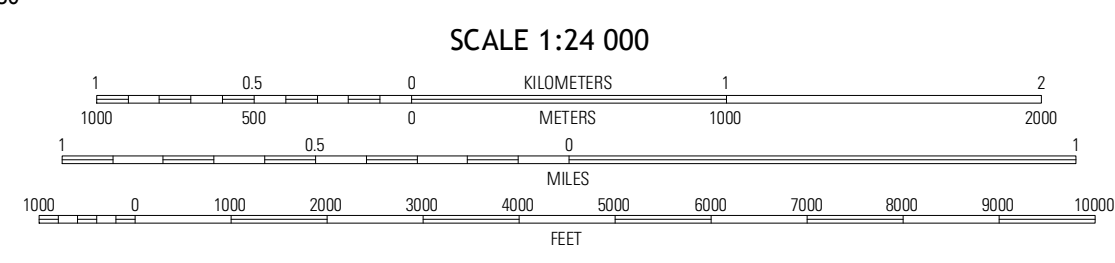 SCALE 1:24 000
1 0.5 0 KILOMETERS 1 2
1000 500 0 METERS 1000 2000
1 0.5 0 1
MILES
1000 0 1000 2000 3000 4000 5000 6000 7000 8000 9000 10000
FEET